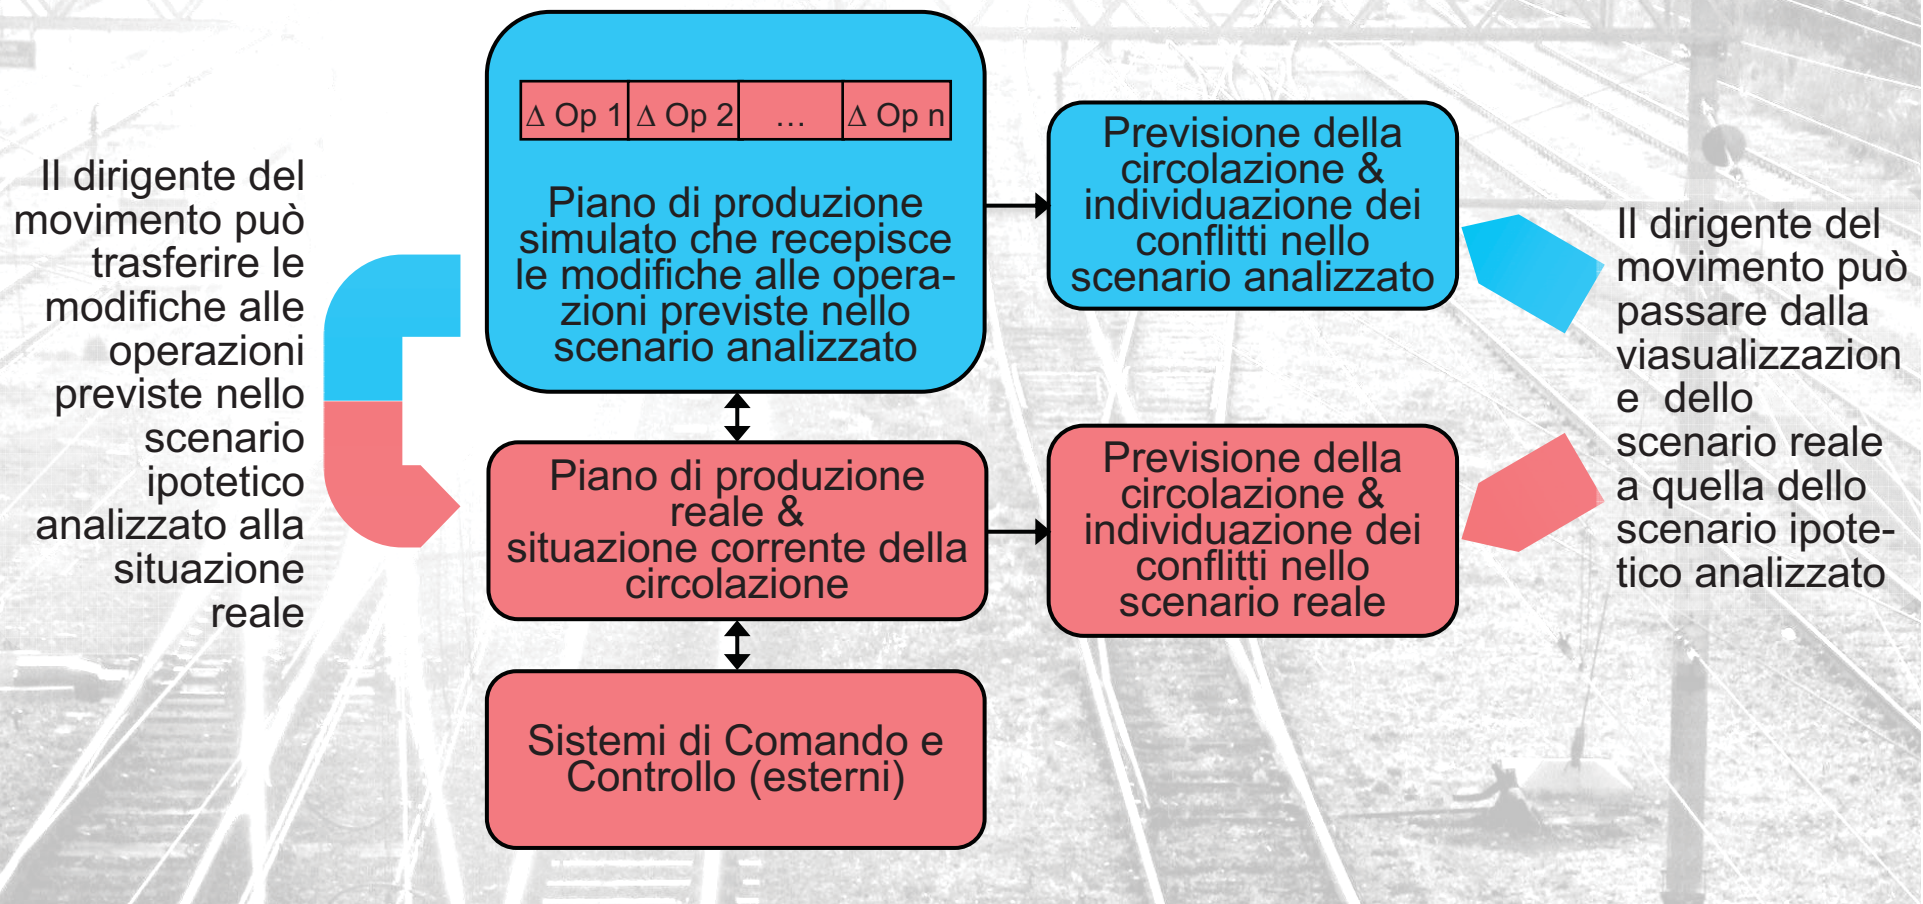 Il dirigente del
movimento può
trasferire le
modifiche alle
operazioni
previste nello
scenario
ipotetico
analizzato alla
situazione
reale
Δ Op 1 Δ Op 2 … Δ Op n
Piano di produzione
simulato che recepisce
le modifiche alle opera-
zioni previste nello
scenario analizzato
Piano di produzione
reale &
situazione corrente della
circolazione
Sistemi di Comando e
Controllo (esterni)
Previsione della
circolazione &
individuazione dei
conflitti nello
scenario analizzato
Previsione della
circolazione &
individuazione dei
conflitti nello
scenario reale
Il dirigente del
movimento può
passare dalla
viasualizzazion
e dello
scenario reale
a quella dello
scenario ipote-
tico analizzato